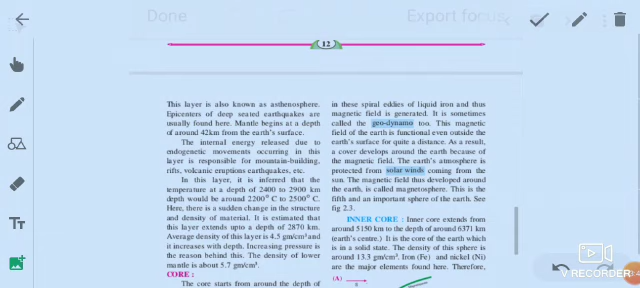 Done
Export focus
12
This layer is also known as asthenosphere.
Epicenters of deep seated earthquakes are
usually found here. Mantle begins at a depth
of around 42km from the earth's surface.
The internal energy released due to
endogenetic movements occurring in this
layer is responsible for mountain-building,
rifts, volcanic eruptions earthquakes, etc.
In this layer, it is inferred that the
temperature at a depth of 2400 to 2900 km
depth would be around 2200° C to 2500° C.
Here, there is a sudden change in the structure
and density of material. It is estimated that
this layer extends upto a depth of 2870 km.
Average density of this layer is 4.5 gm/cm³ and
it increases with depth. Increasing pressure is
the reason behind this. The density of lower
mantle is about 5.7 gm/cm³.
CORE :
The core starts from around the depth of
in these spiral eddies of liquid iron and thus
magnetic field is generated. It is sometimes
called the geo-dynamo too. This magnetic
field of the earth is functional even outside the
earth's surface for quite a distance. As a result,
a cover develops around the earth because of
the magnetic field. The earth's atmosphere is
protected from solar winds coming from the
sun. The magnetic field thus developed around
the earth, is called magnetosphere. This is the
fifth and an important sphere of the earth. See
fig 2.3.
INNER CORE : Inner core extends from
around 5150 km to the depth of around 6371 km
(earth's centre.) It is the core of the earth which
is in a solid state. The density of this sphere is
around 13.3 gm/cm³. Iron (Fe) and nickel (Ni)
are the major elements found here. Therefore,
(A)
Tт
V RECORDER